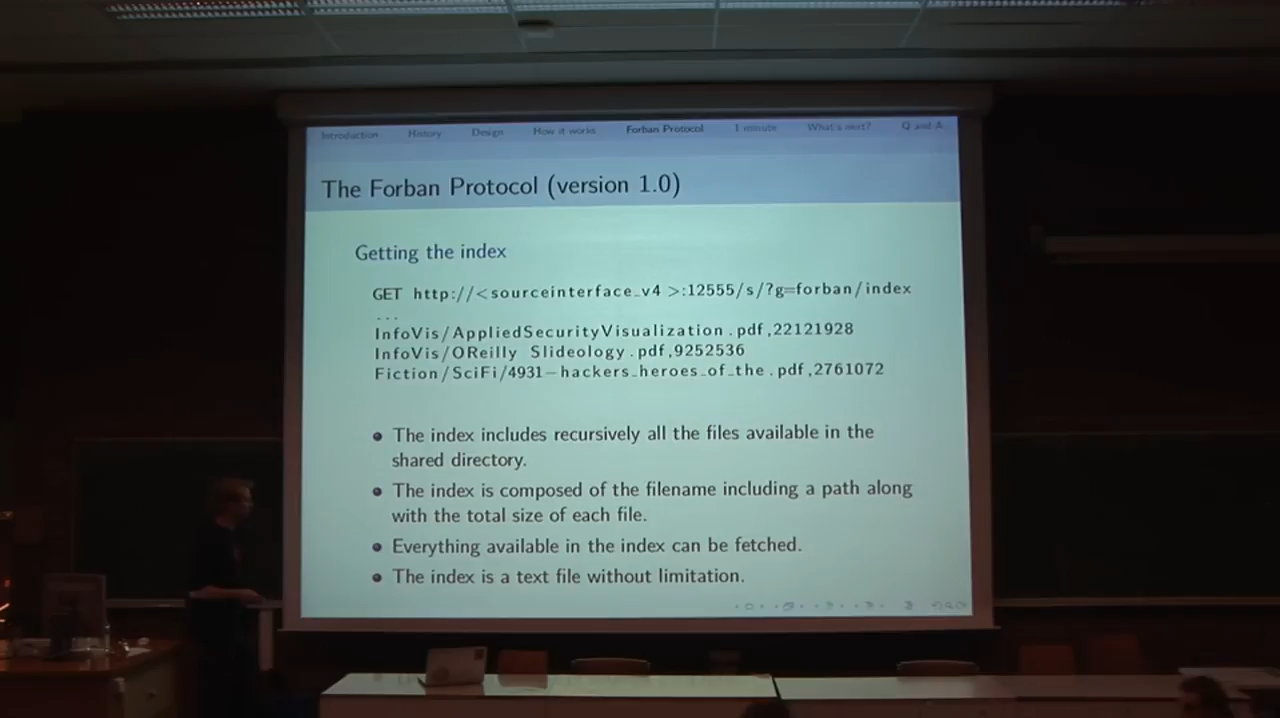 Introduction History Design How it works Forban Protocol 1 minute What's next? Q and A
The Forban Protocol (version 1.0)
Getting the index
GET http://<sourceinterface_v4>:12555/s/?g=forban/index
...
InfoVis/AppliedSecurityVisualization.pdf,22121928
InfoVis/OReilly Slideology.pdf,9252536
Fiction/SciFi/4931-hackers_heroes_of_the.pdf,2761072
The index includes recursively all the files available in the
shared directory.
The index is composed of the filename including a path along
with the total size of each file.
Everything available in the index can be fetched.
The index is a text file without limitation.